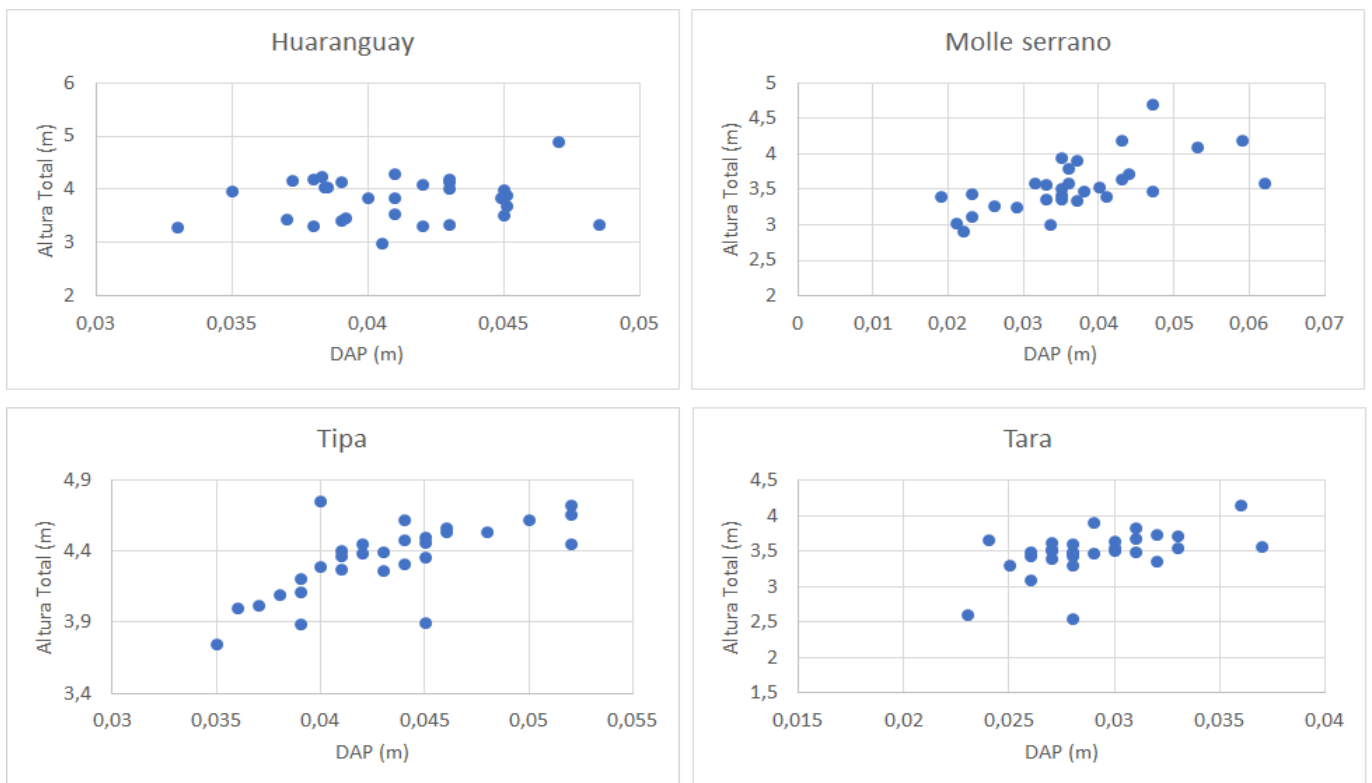 Huaranguay
Altura Total (m)
6
5
4
3
2
0,03 0,035 0,04 0,045 0,05
DAP (m)
Molle serrano
Altura Total (m)
5
4,5
4
3,5
3
2,5
2
0 0,01 0,02 0,03 0,04 0,05 0,06 0,07
DAP (m)
Tipa
Altura Total (m)
4,9
4,4
3,9
3,4
0,03 0,035 0,04 0,045 0,05 0,055
DAP (m)
Tara
Altura Total (m)
4,5
4
3,5
3
2,5
2
1,5
0,015 0,02 0,025 0,03 0,035 0,04
DAP (m)